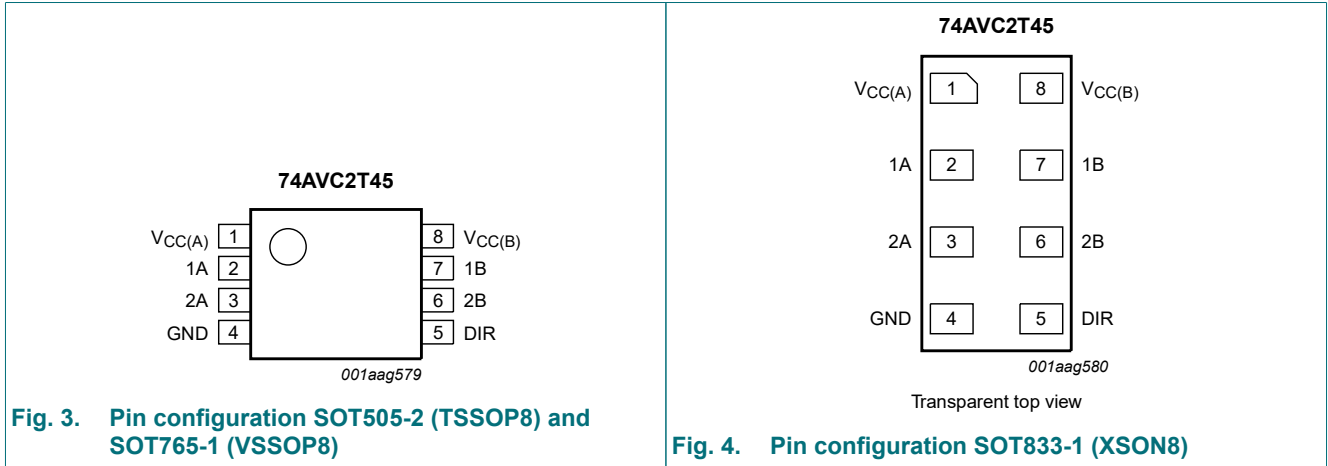 74AVC2T45
VCC(A) 1
8 VCC(B)
1A 2
7 1B
2A 3
6 2B
GND 4
5 DIR
001aag579
Fig. 3. Pin configuration SOT505-2 (TSSOP8) and
SOT765-1 (VSSOP8)
74AVC2T45
VCC(A) 1
8 VCC(B)
1A 2
7 1B
2A 3
6 2B
GND 4
5 DIR
001aag580
Transparent top view
Fig. 4. Pin configuration SOT833-1 (XSON8)